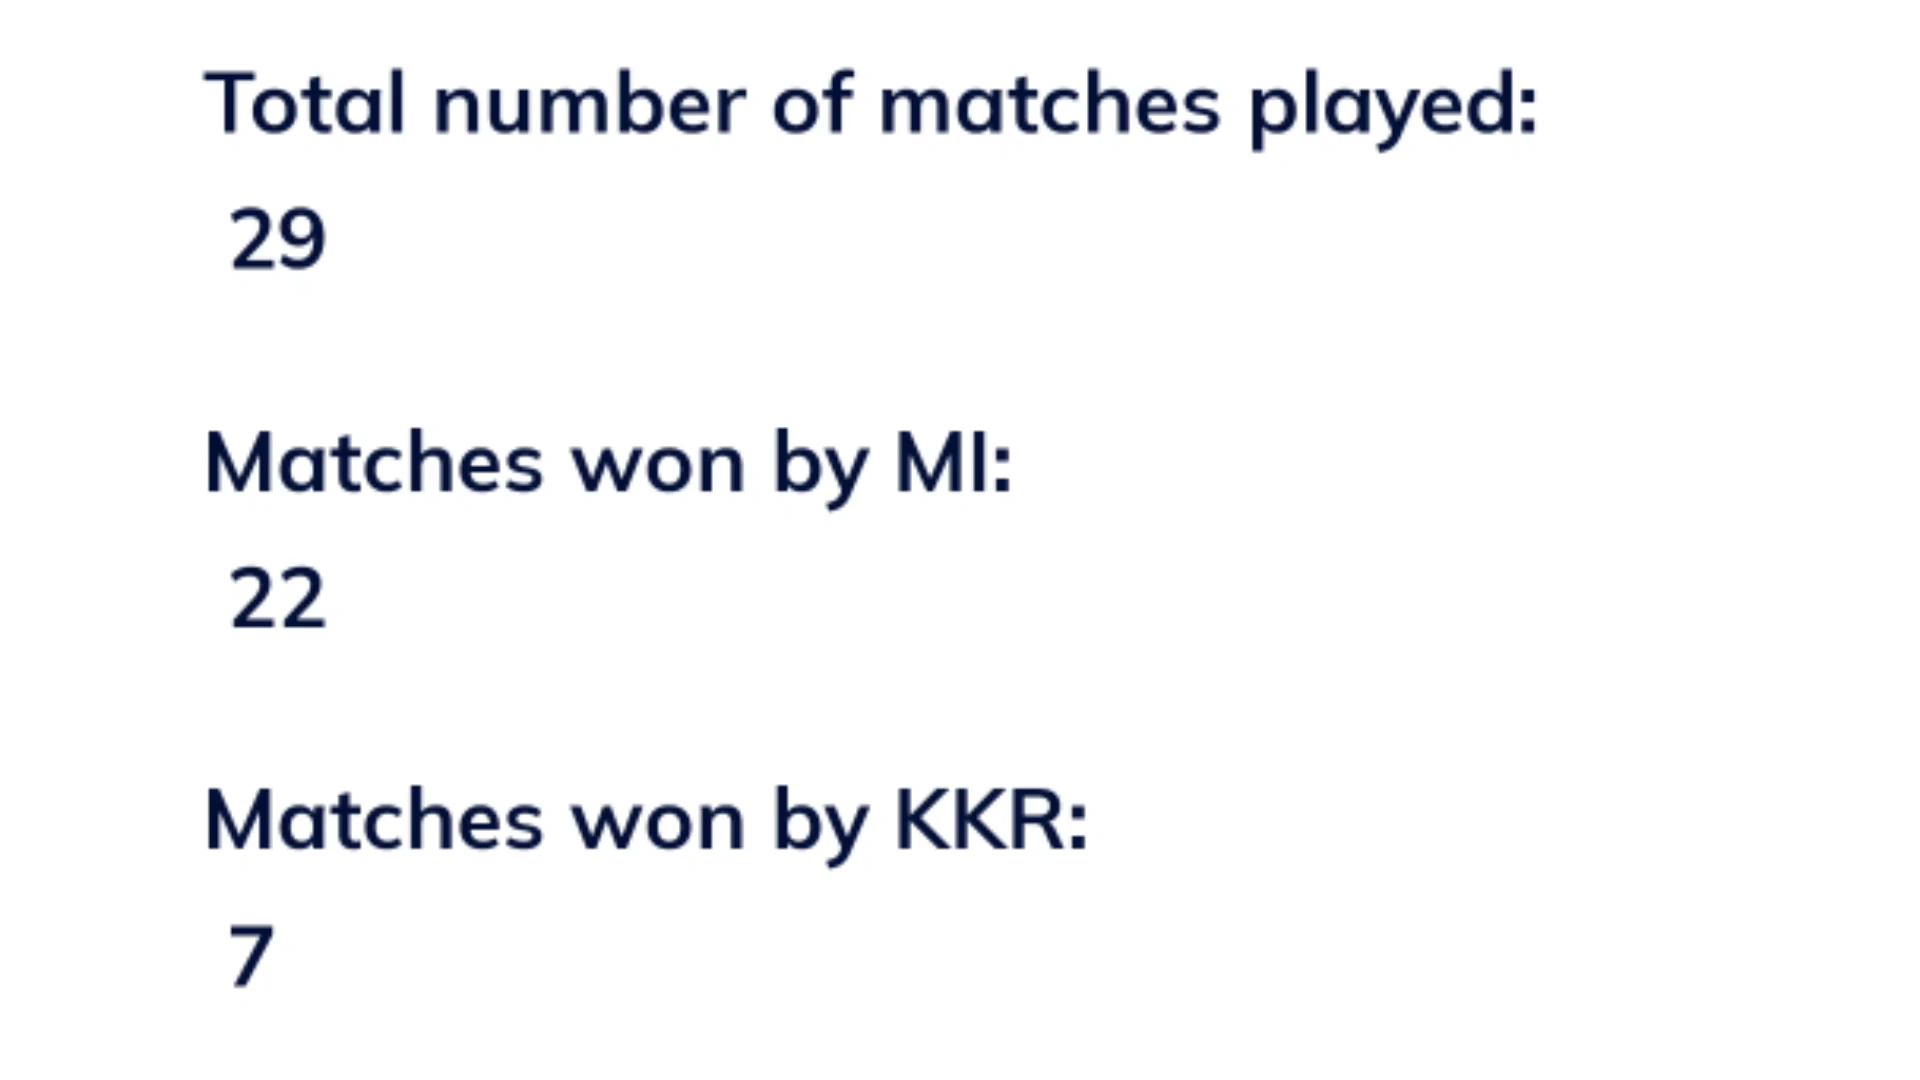 Total number of matches played:
29
Matches won by MI:
22
Matches won by KKR:
7